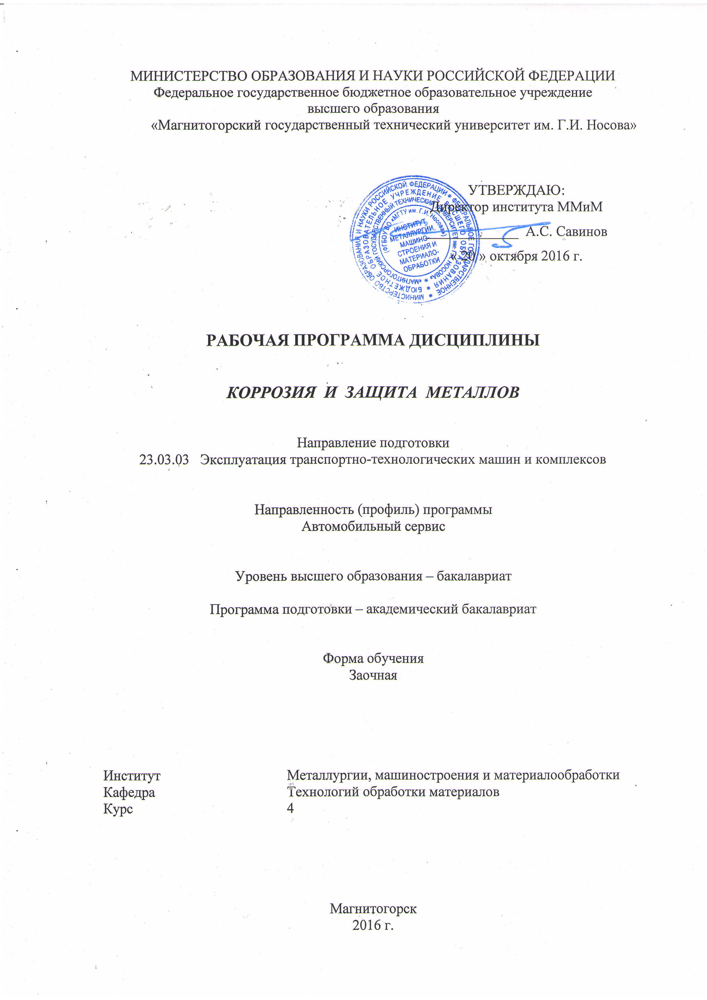 МИНИСТЕРСТВО ОБРАЗОВАНИЯ И НАУКИ РОССИЙСКОЙ ФЕДЕРАЦИИ
Федеральное государственное бюджетное образовательное учреждение
высшего образования
«Магнитогорский государственный технический университет им. Г.И. Носова»
УТВЕРЖДАЮ:
Директор института ММиМ
А.С. Савинов
« 20 » октября 2016 г.
МИНИСТЕРСТВО ОБРАЗОВАНИЯ И НАУКИ РОССИЙСКОЙ ФЕДЕРАЦИИ * ФЕДЕРАЛЬНОЕ ГОСУДАРСТВЕННОЕ *
БЮДЖЕТНОЕ ОБРАЗОВАТЕЛЬНОЕ УЧРЕЖДЕНИЕ ВЫСШЕГО ОБРАЗОВАНИЯ *
«МАГНИТОГОРСКИЙ ГОСУДАРСТВЕННЫЙ ТЕХНИЧЕСКИЙ УНИВЕРСИТЕТ им. Г.И. НОСОВА» *
(ФГБОУ ВО «МГТУ им. Г.И. Носова»)
ИНСТИТУТ
МЕТАЛЛУРГИИ,
МАШИНО-
СТРОЕНИЯ И
МАТЕРИАЛО-
ОБРАБОТКИ
РАБОЧАЯ ПРОГРАММА ДИСЦИПЛИНЫ
КОРРОЗИЯ И ЗАЩИТА МЕТАЛЛОВ
Направление подготовки
23.03.03 Эксплуатация транспортно-технологических машин и комплексов
Направленность (профиль) программы
Автомобильный сервис
Уровень высшего образования – бакалавриат
Программа подготовки – академический бакалавриат
Форма обучения
Заочная
Институт Металлургии, машиностроения и материалообработки
Кафедра Технологий обработки материалов
Курс 4
Магнитогорск
2016 г.